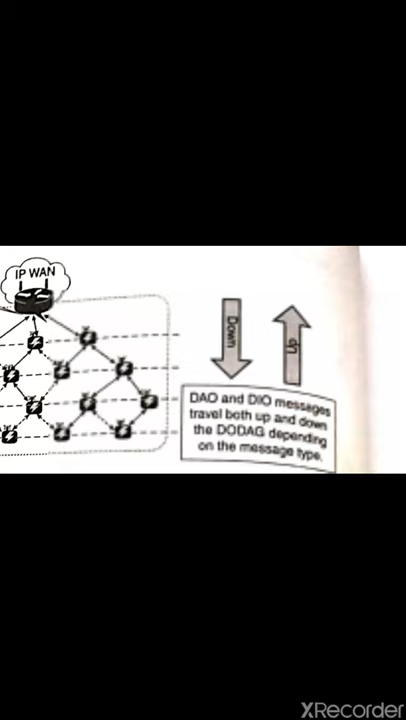 IP WAN
Down
Up
DAO and DIO messages
travel both up and down
the DODAG depending
on the message type.
XRecorder